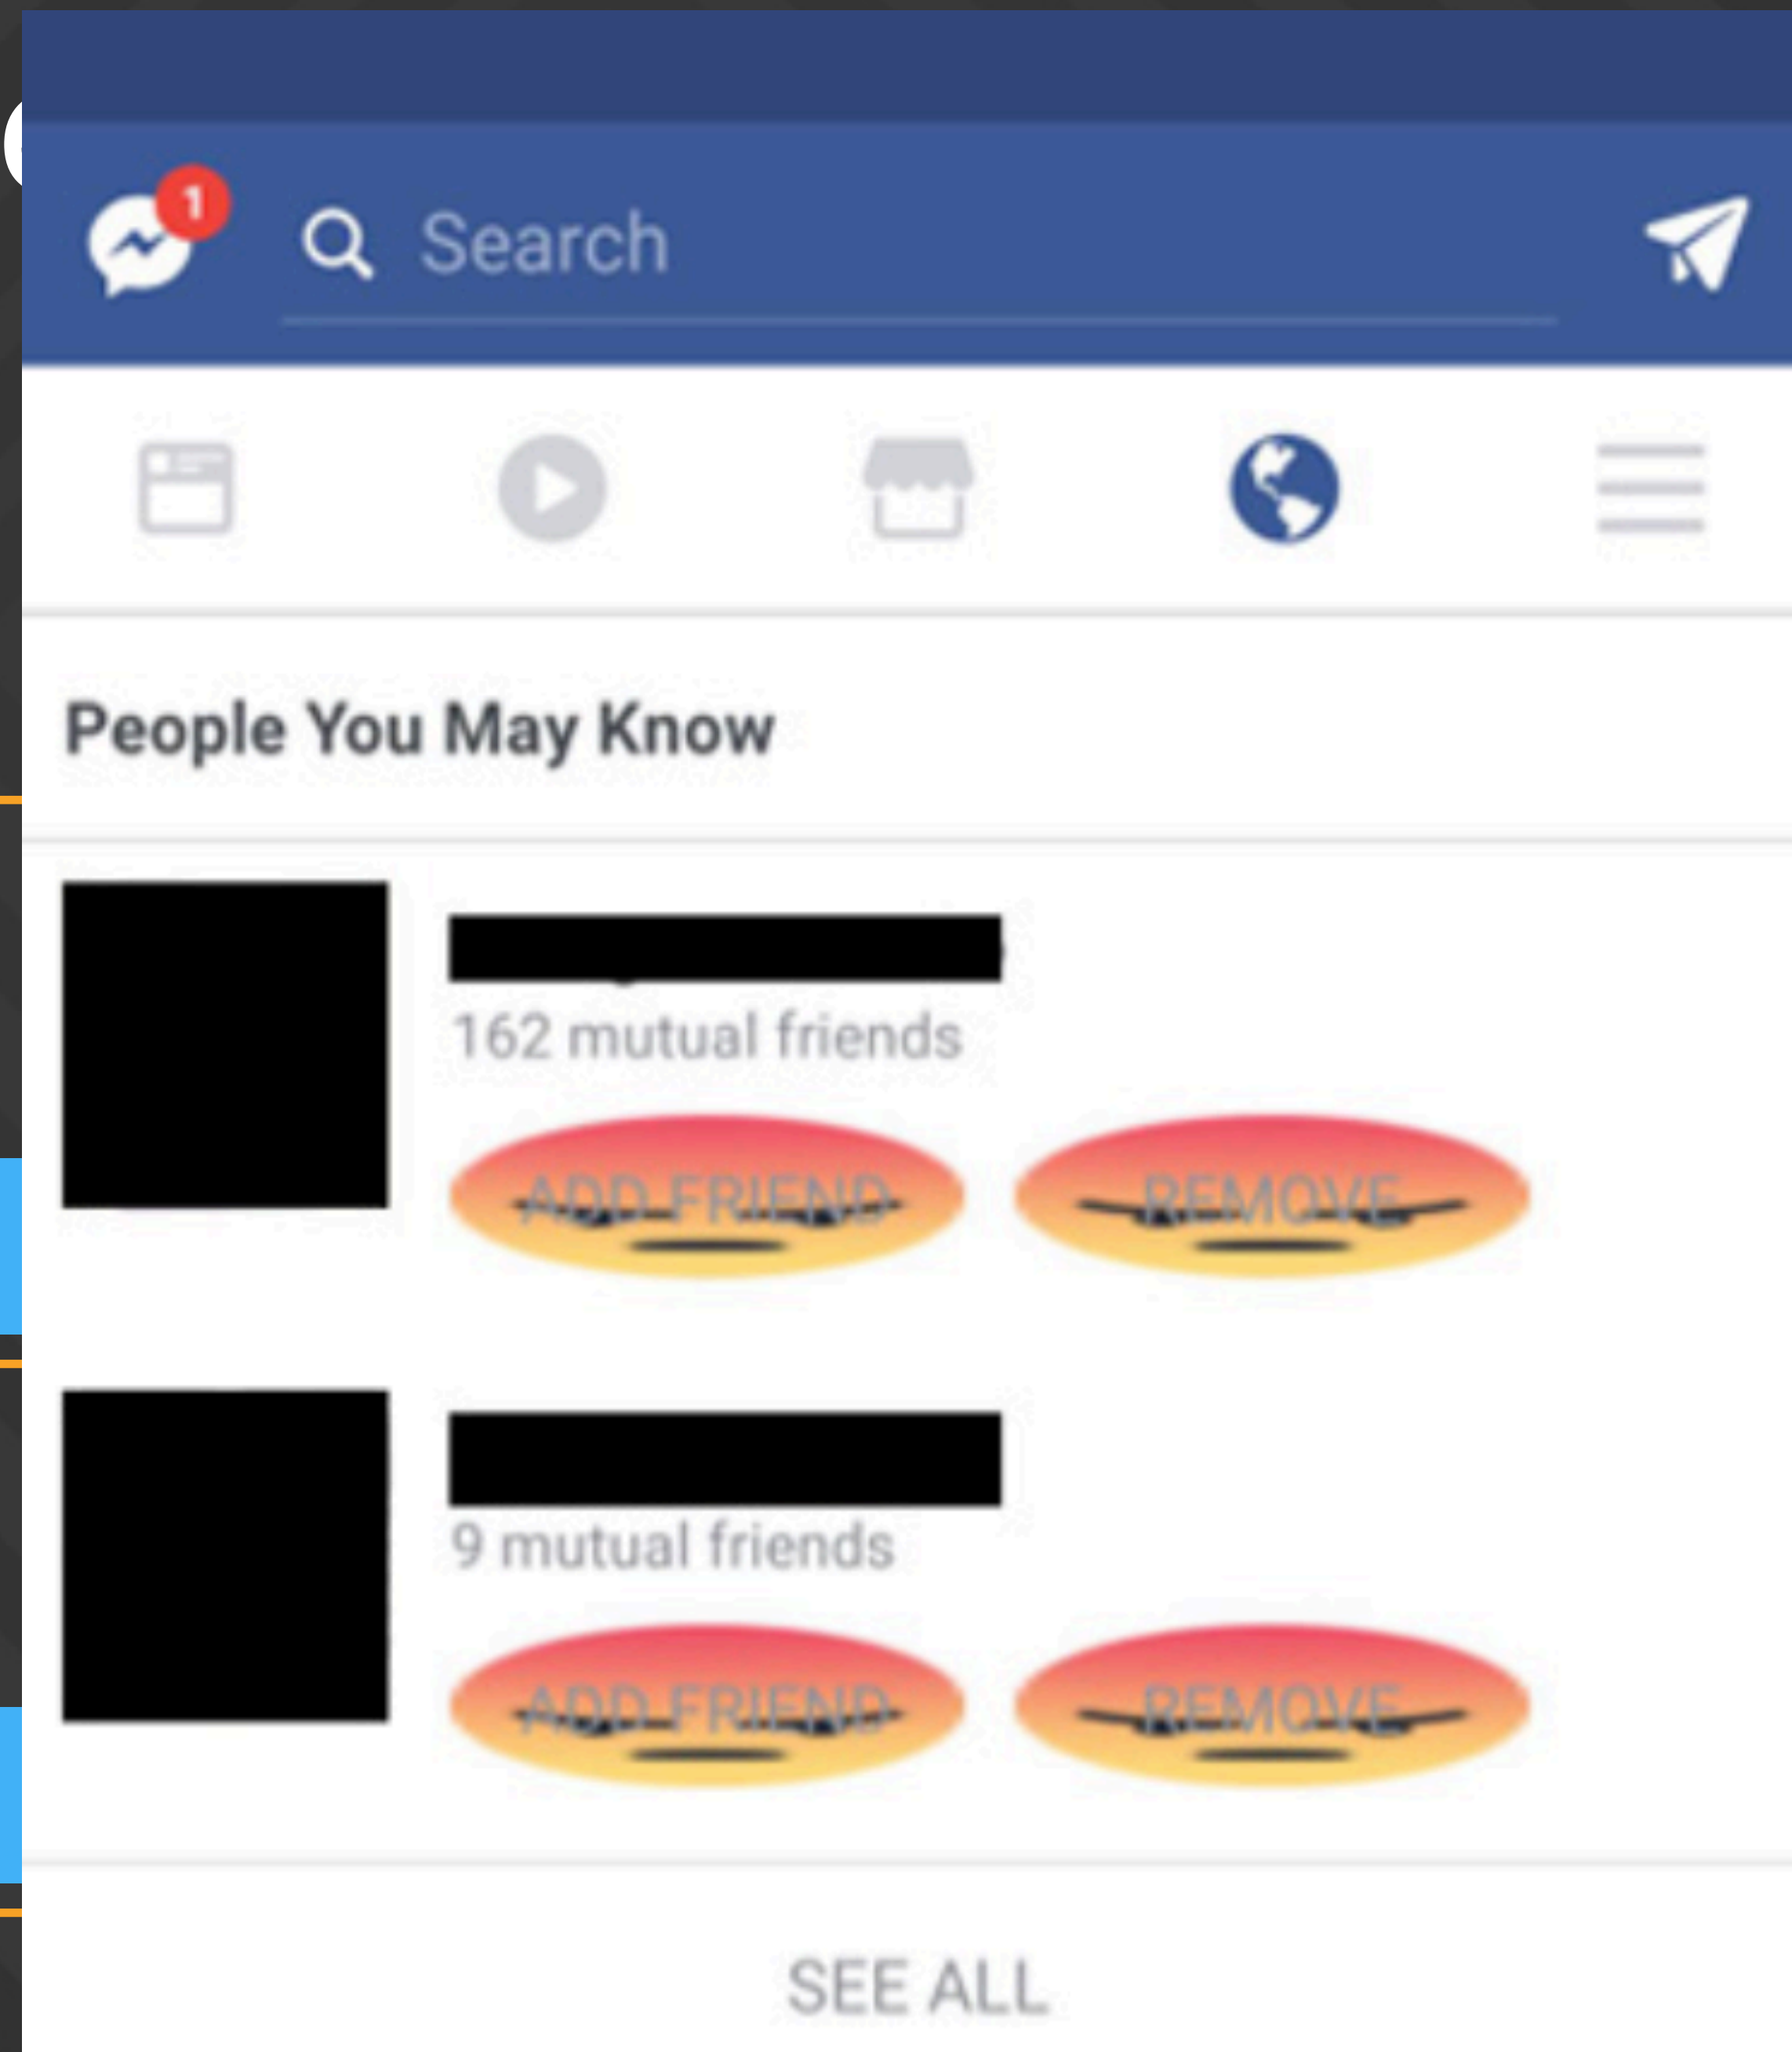 1
Search
People You May Know
162 mutual friends
ADD FRIEND REMOVE
9 mutual friends
ADD FRIEND REMOVE
SEE ALL